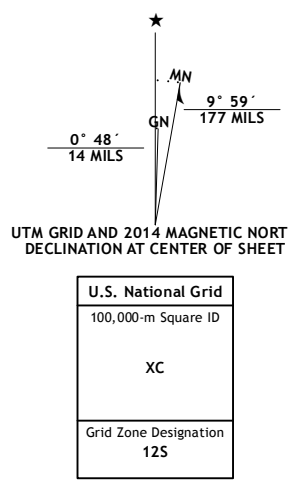 ★
MN
9° 59´
177 MILS
GN
0° 48´
14 MILS
UTM GRID AND 2014 MAGNETIC NORT
DECLINATION AT CENTER OF SHEET
U.S. National Grid
100,000-m Square ID
XC
Grid Zone Designation
12S